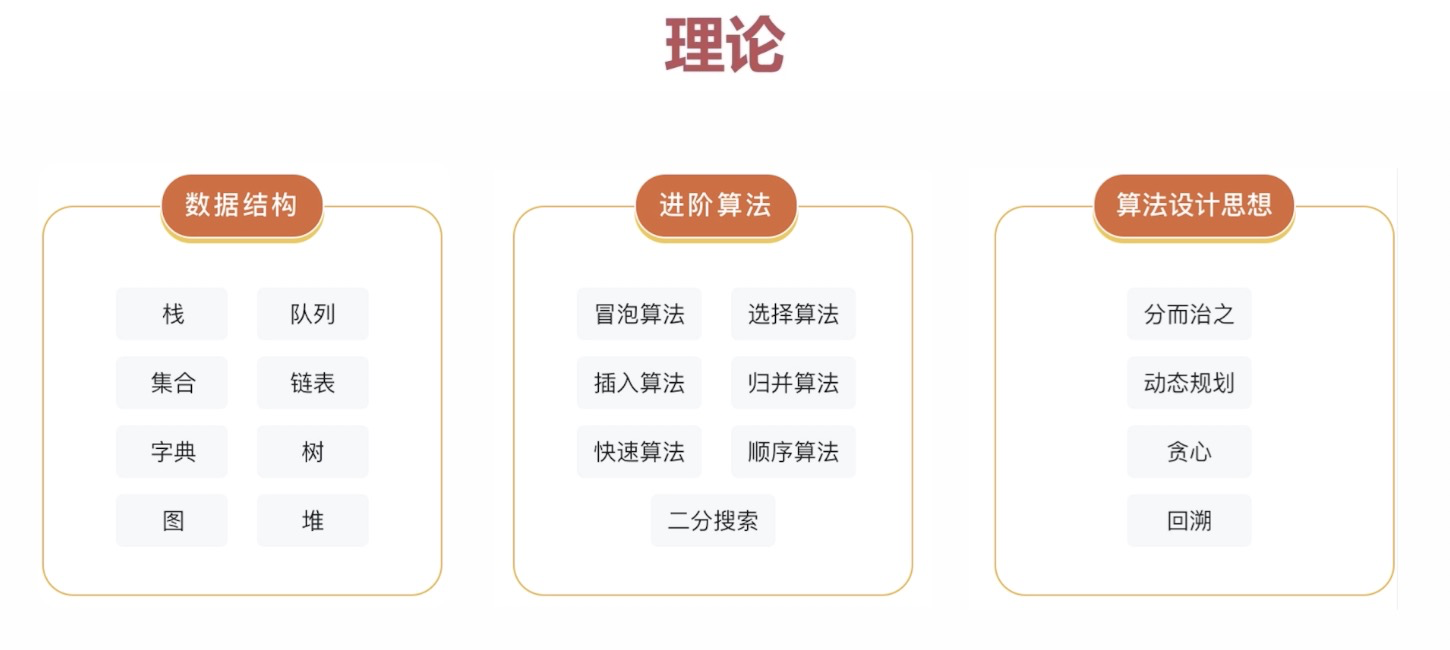 理论
数据结构
栈
队列
集合
链表
字典
树
图
堆
进阶算法
冒泡算法
选择算法
插入算法
归并算法
快速算法
顺序算法
二分搜索
算法设计思想
分而治之
动态规划
贪心
回溯